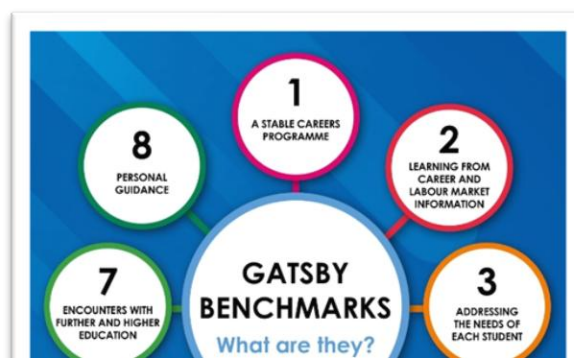 1
A STABLE CAREERS
PROGRAMME
8
PERSONAL
GUIDANCE
2
LEARNING FROM
CAREER AND
LABOUR MARKET
INFORMATION
GATSBY
BENCHMARKS
What are they?
7
ENCOUNTERS WITH
FURTHER AND HIGHER
EDUCATION
3
ADDRESSING
THE NEEDS OF
EACH STUDENT